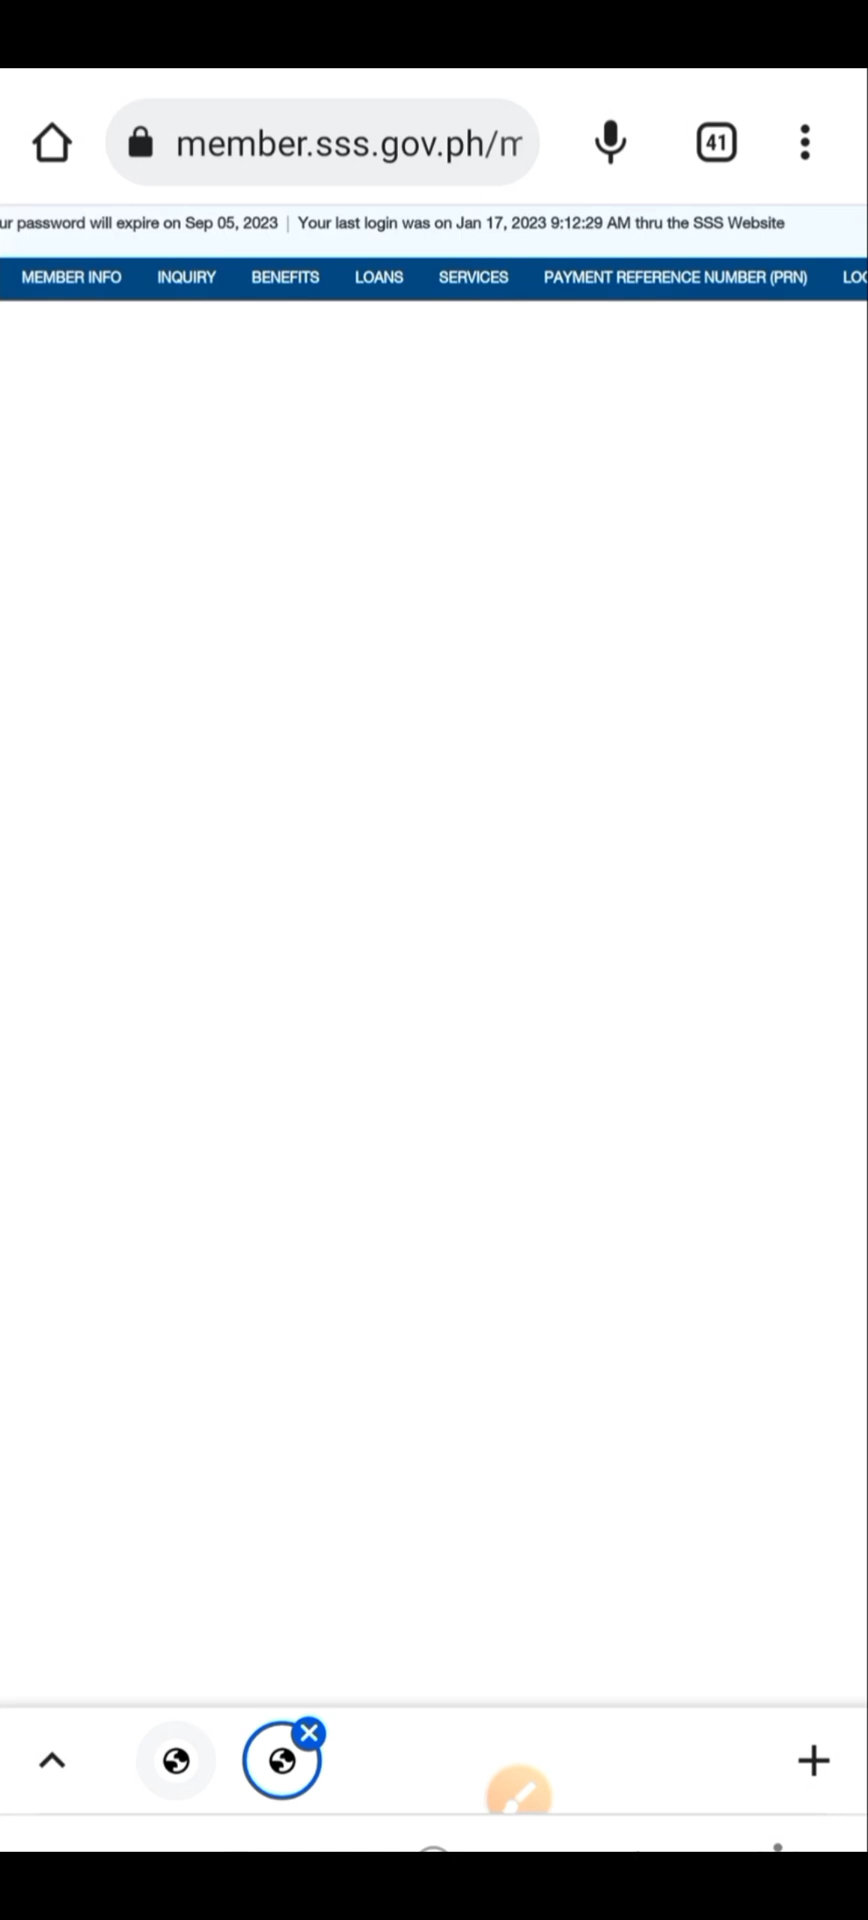 member.sss.gov.ph/m
41
ur password will expire on Sep 05, 2023 | Your last login was on Jan 17, 2023 9:12:29 AM thru the SSS Website
MEMBER INFO INQUIRY BENEFITS LOANS SERVICES PAYMENT REFERENCE NUMBER (PRN) LOG